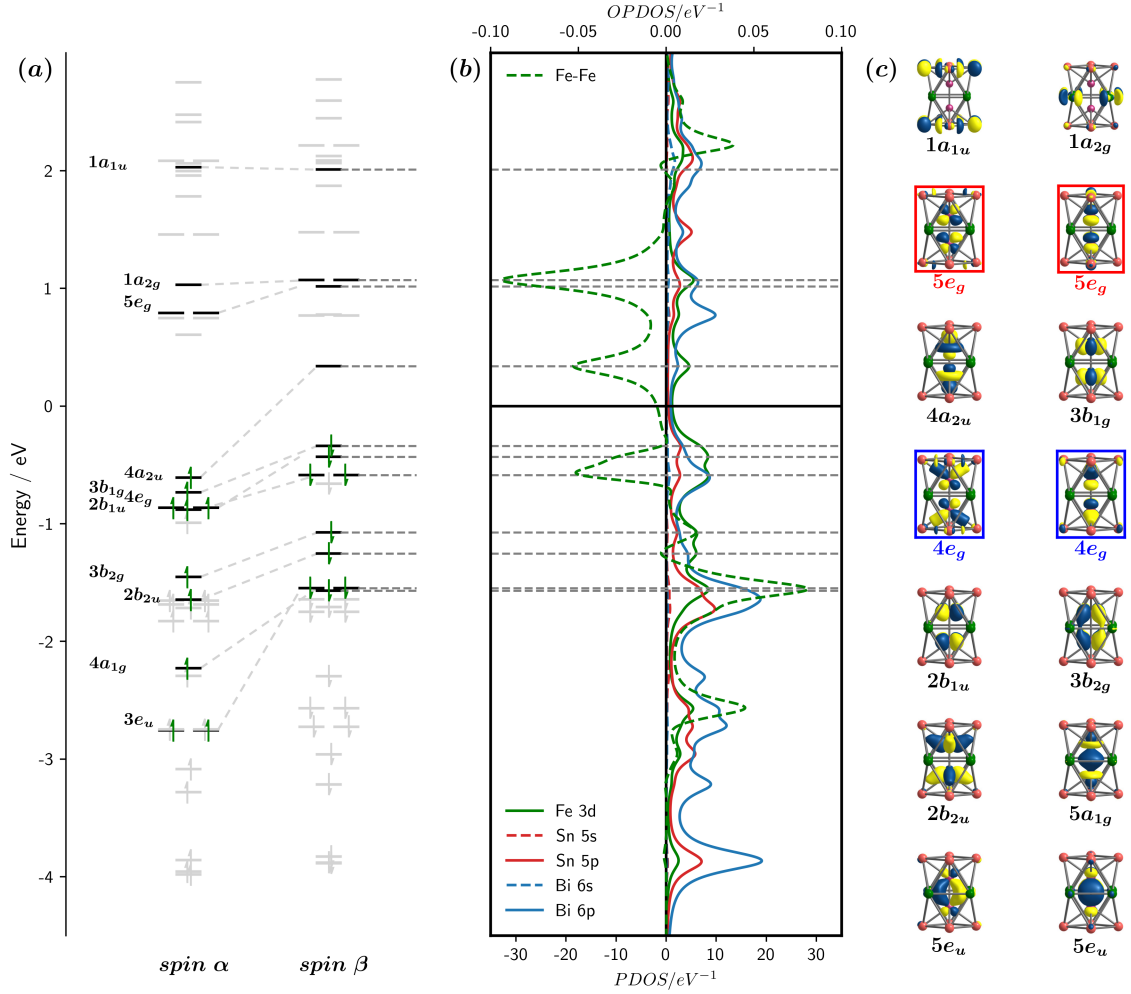 (a)
Energy / eV
2
1
0
-1
-2
-3
-4
1a1u
1a2g
5eg
4a2u
3b1g 4eg
2b1u
3b2g
2b2u
4a1g
3eu
spin α
spin β
(b)
OPDOS/eV⁻¹
-0.10 -0.05 0.00 0.05 0.10
Fe-Fe
Fe 3d
Sn 5s
Sn 5p
Bi 6s
Bi 6p
-30 -20 -10 0 10 20 30
PDOS/eV⁻¹
(c)
1a1u 1a2g
5eg 5eg
4a2u 3b1g
4eg 4eg
2b1u 3b2g
2b2u 5a1g
5eu 5eu